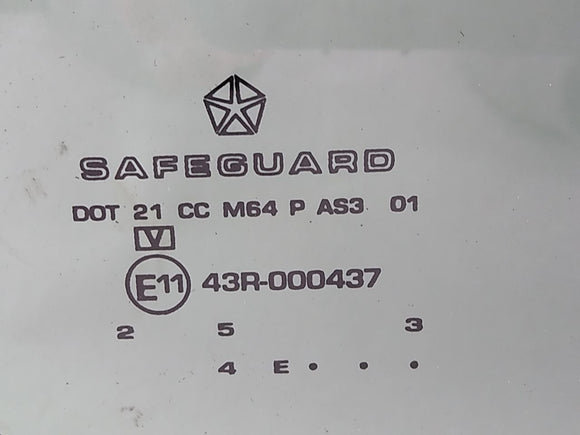 SAFEGUARD
DOT 21 CC M64 P AS3 01
V
E11 43R-000437
2 5 3
4 E . . .